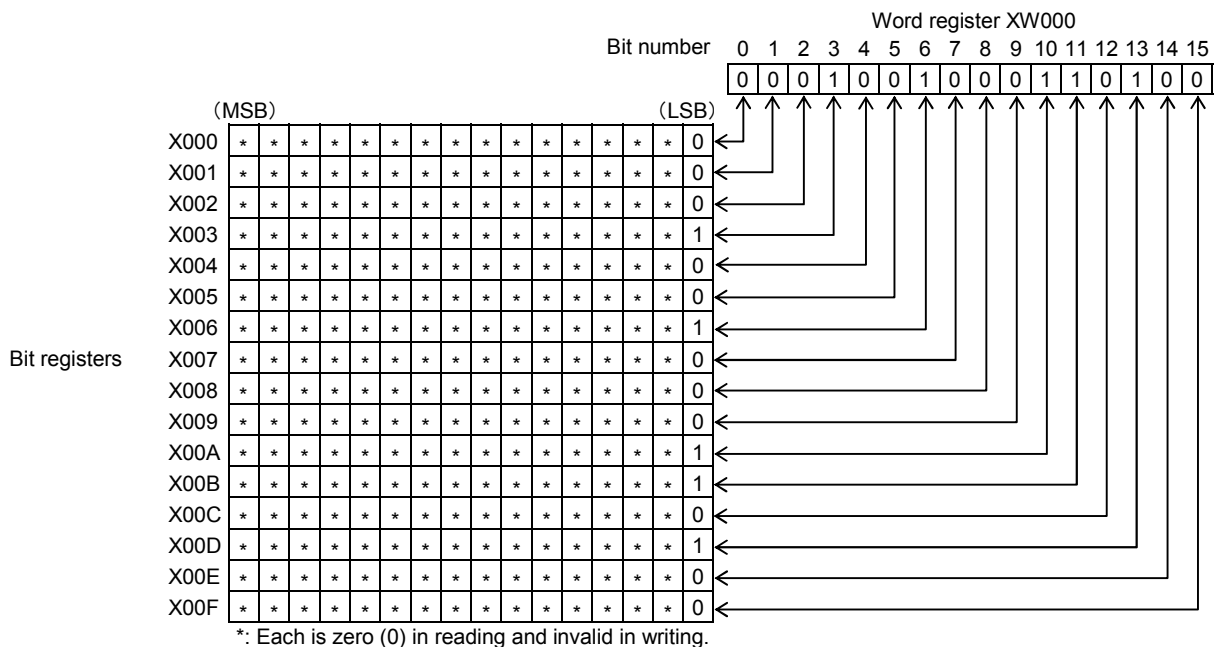 Word register XW000
Bit number 0 1 2 3 4 5 6 7 8 9 10 11 12 13 14 15
0 0 0 1 0 0 1 0 0 0 1 1 0 1 0 0
(MSB) (LSB)
X000 * * * * * * * * * * * * * * * 0
X001 * * * * * * * * * * * * * * * 0
X002 * * * * * * * * * * * * * * * 0
X003 * * * * * * * * * * * * * * * 1
X004 * * * * * * * * * * * * * * * 0
X005 * * * * * * * * * * * * * * * 0
X006 * * * * * * * * * * * * * * * 1
Bit registers X007 * * * * * * * * * * * * * * * 0
X008 * * * * * * * * * * * * * * * 0
X009 * * * * * * * * * * * * * * * 0
X00A * * * * * * * * * * * * * * * 1
X00B * * * * * * * * * * * * * * * 1
X00C * * * * * * * * * * * * * * * 0
X00D * * * * * * * * * * * * * * * 1
X00E * * * * * * * * * * * * * * * 0
X00F * * * * * * * * * * * * * * * 0
*: Each is zero (0) in reading and invalid in writing.